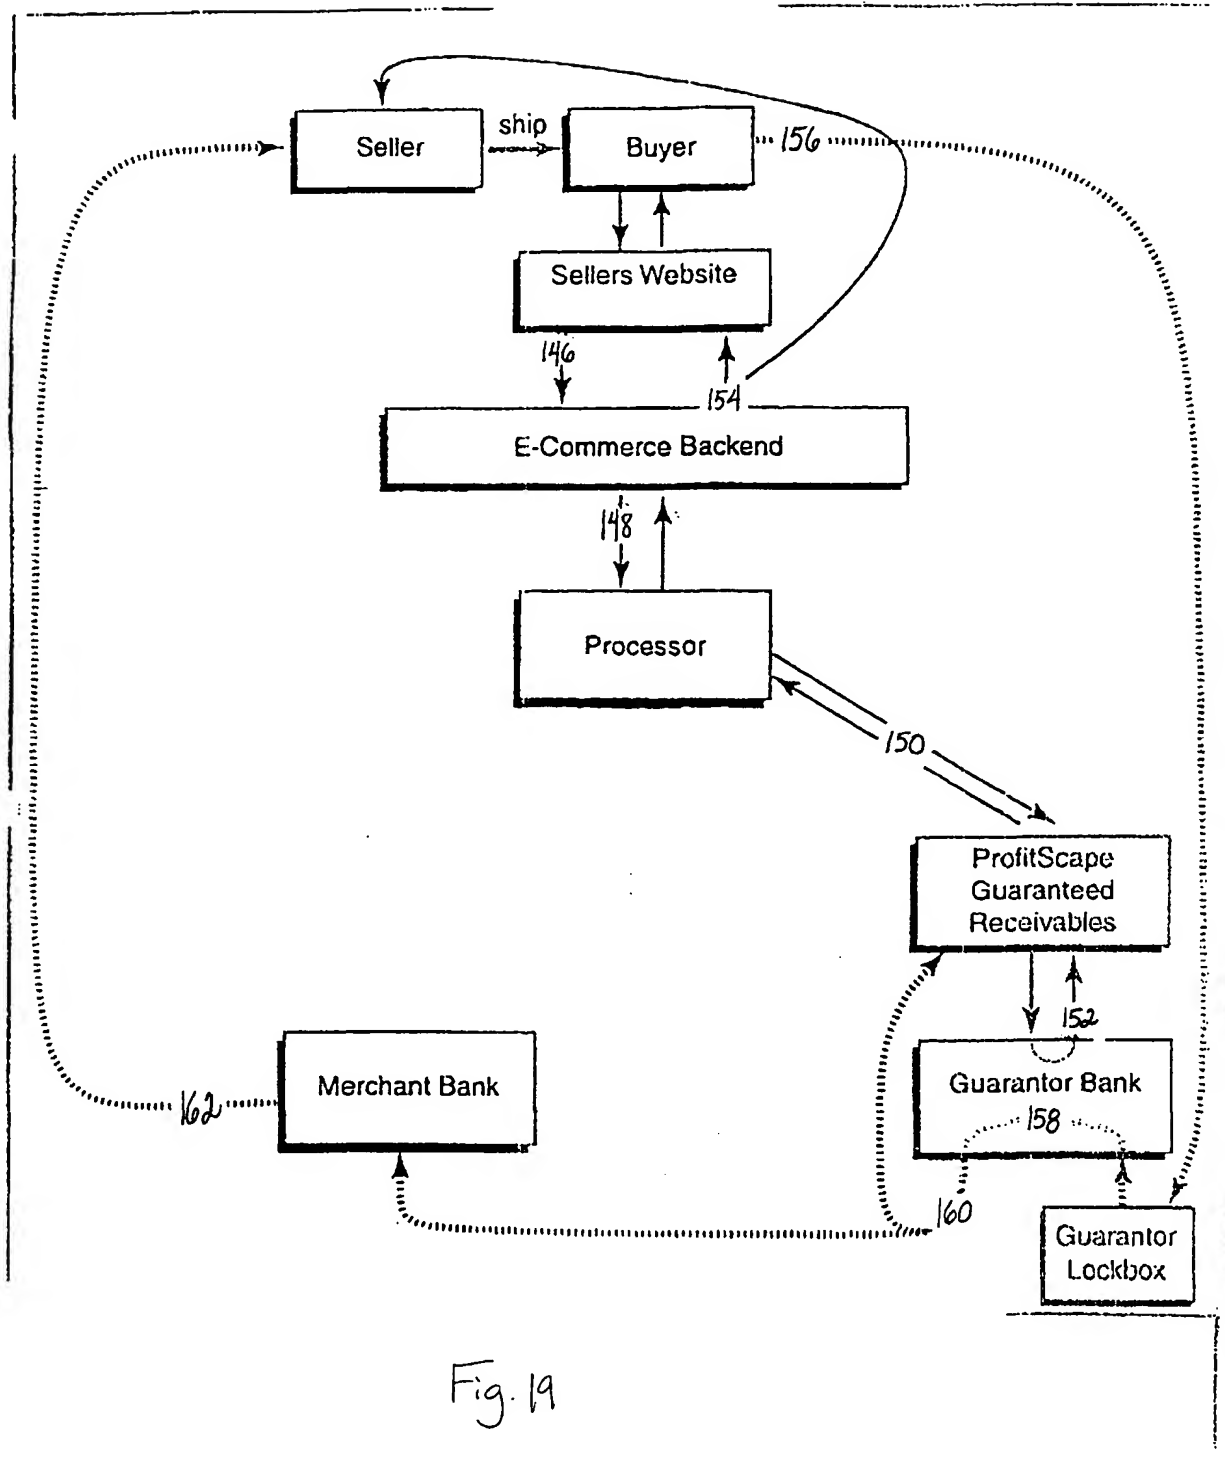 ship
Seller
Buyer
156
Sellers Website
146
154
E-Commerce Backend
148
Processor
150
ProfitScape
Guaranteed
Receivables
152
Guarantor Bank
Merchant Bank
158
162
160
Guarantor
Lockbox
Fig. 19